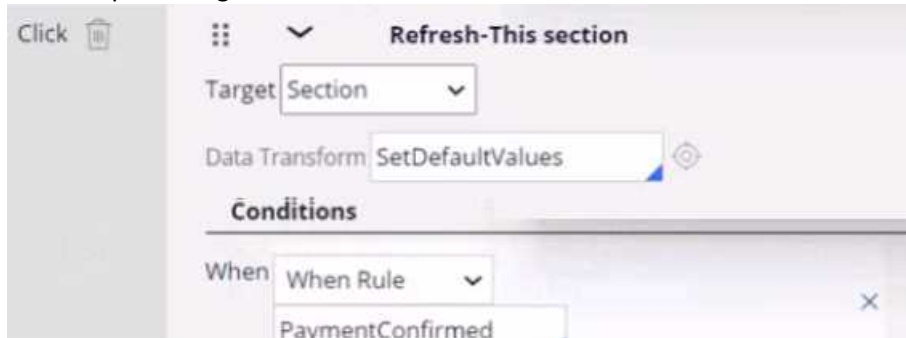 Click
Refresh-This section
Target Section
Data Transform SetDefaultValues
Conditions
When When Rule
PaymentConfirmed